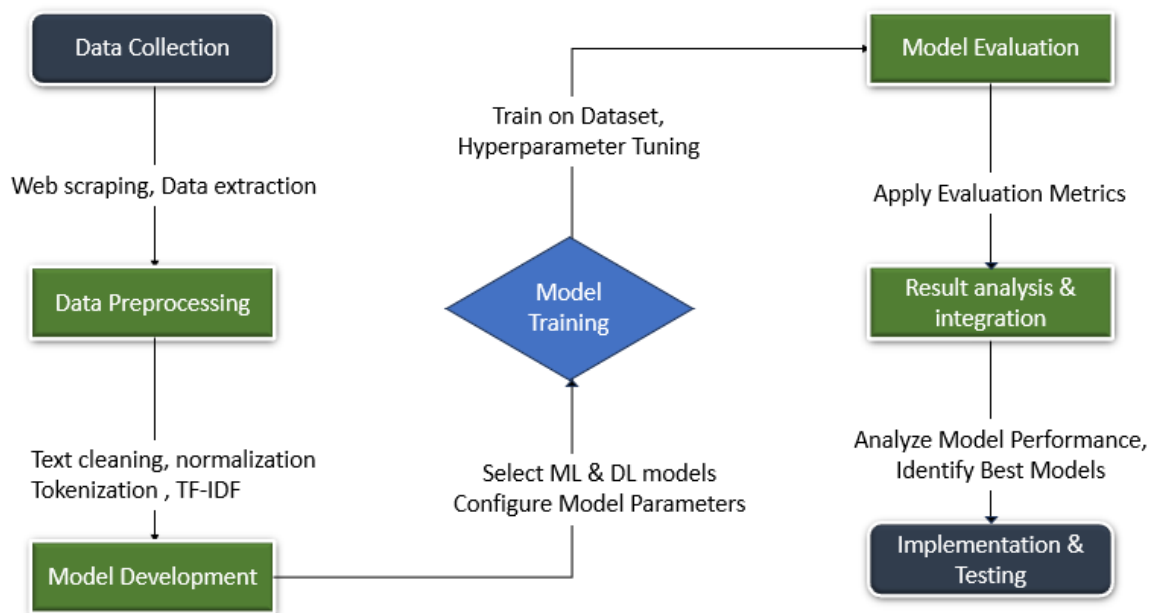 Data Collection
Web scraping, Data extraction
Data Preprocessing
Text cleaning, normalization
Tokenization , TF-IDF
Model Development
Select ML & DL models
Configure Model Parameters
Model
Training
Train on Dataset,
Hyperparameter Tuning
Model Evaluation
Apply Evaluation Metrics
Result analysis &
integration
Analyze Model Performance,
Identify Best Models
Implementation &
Testing